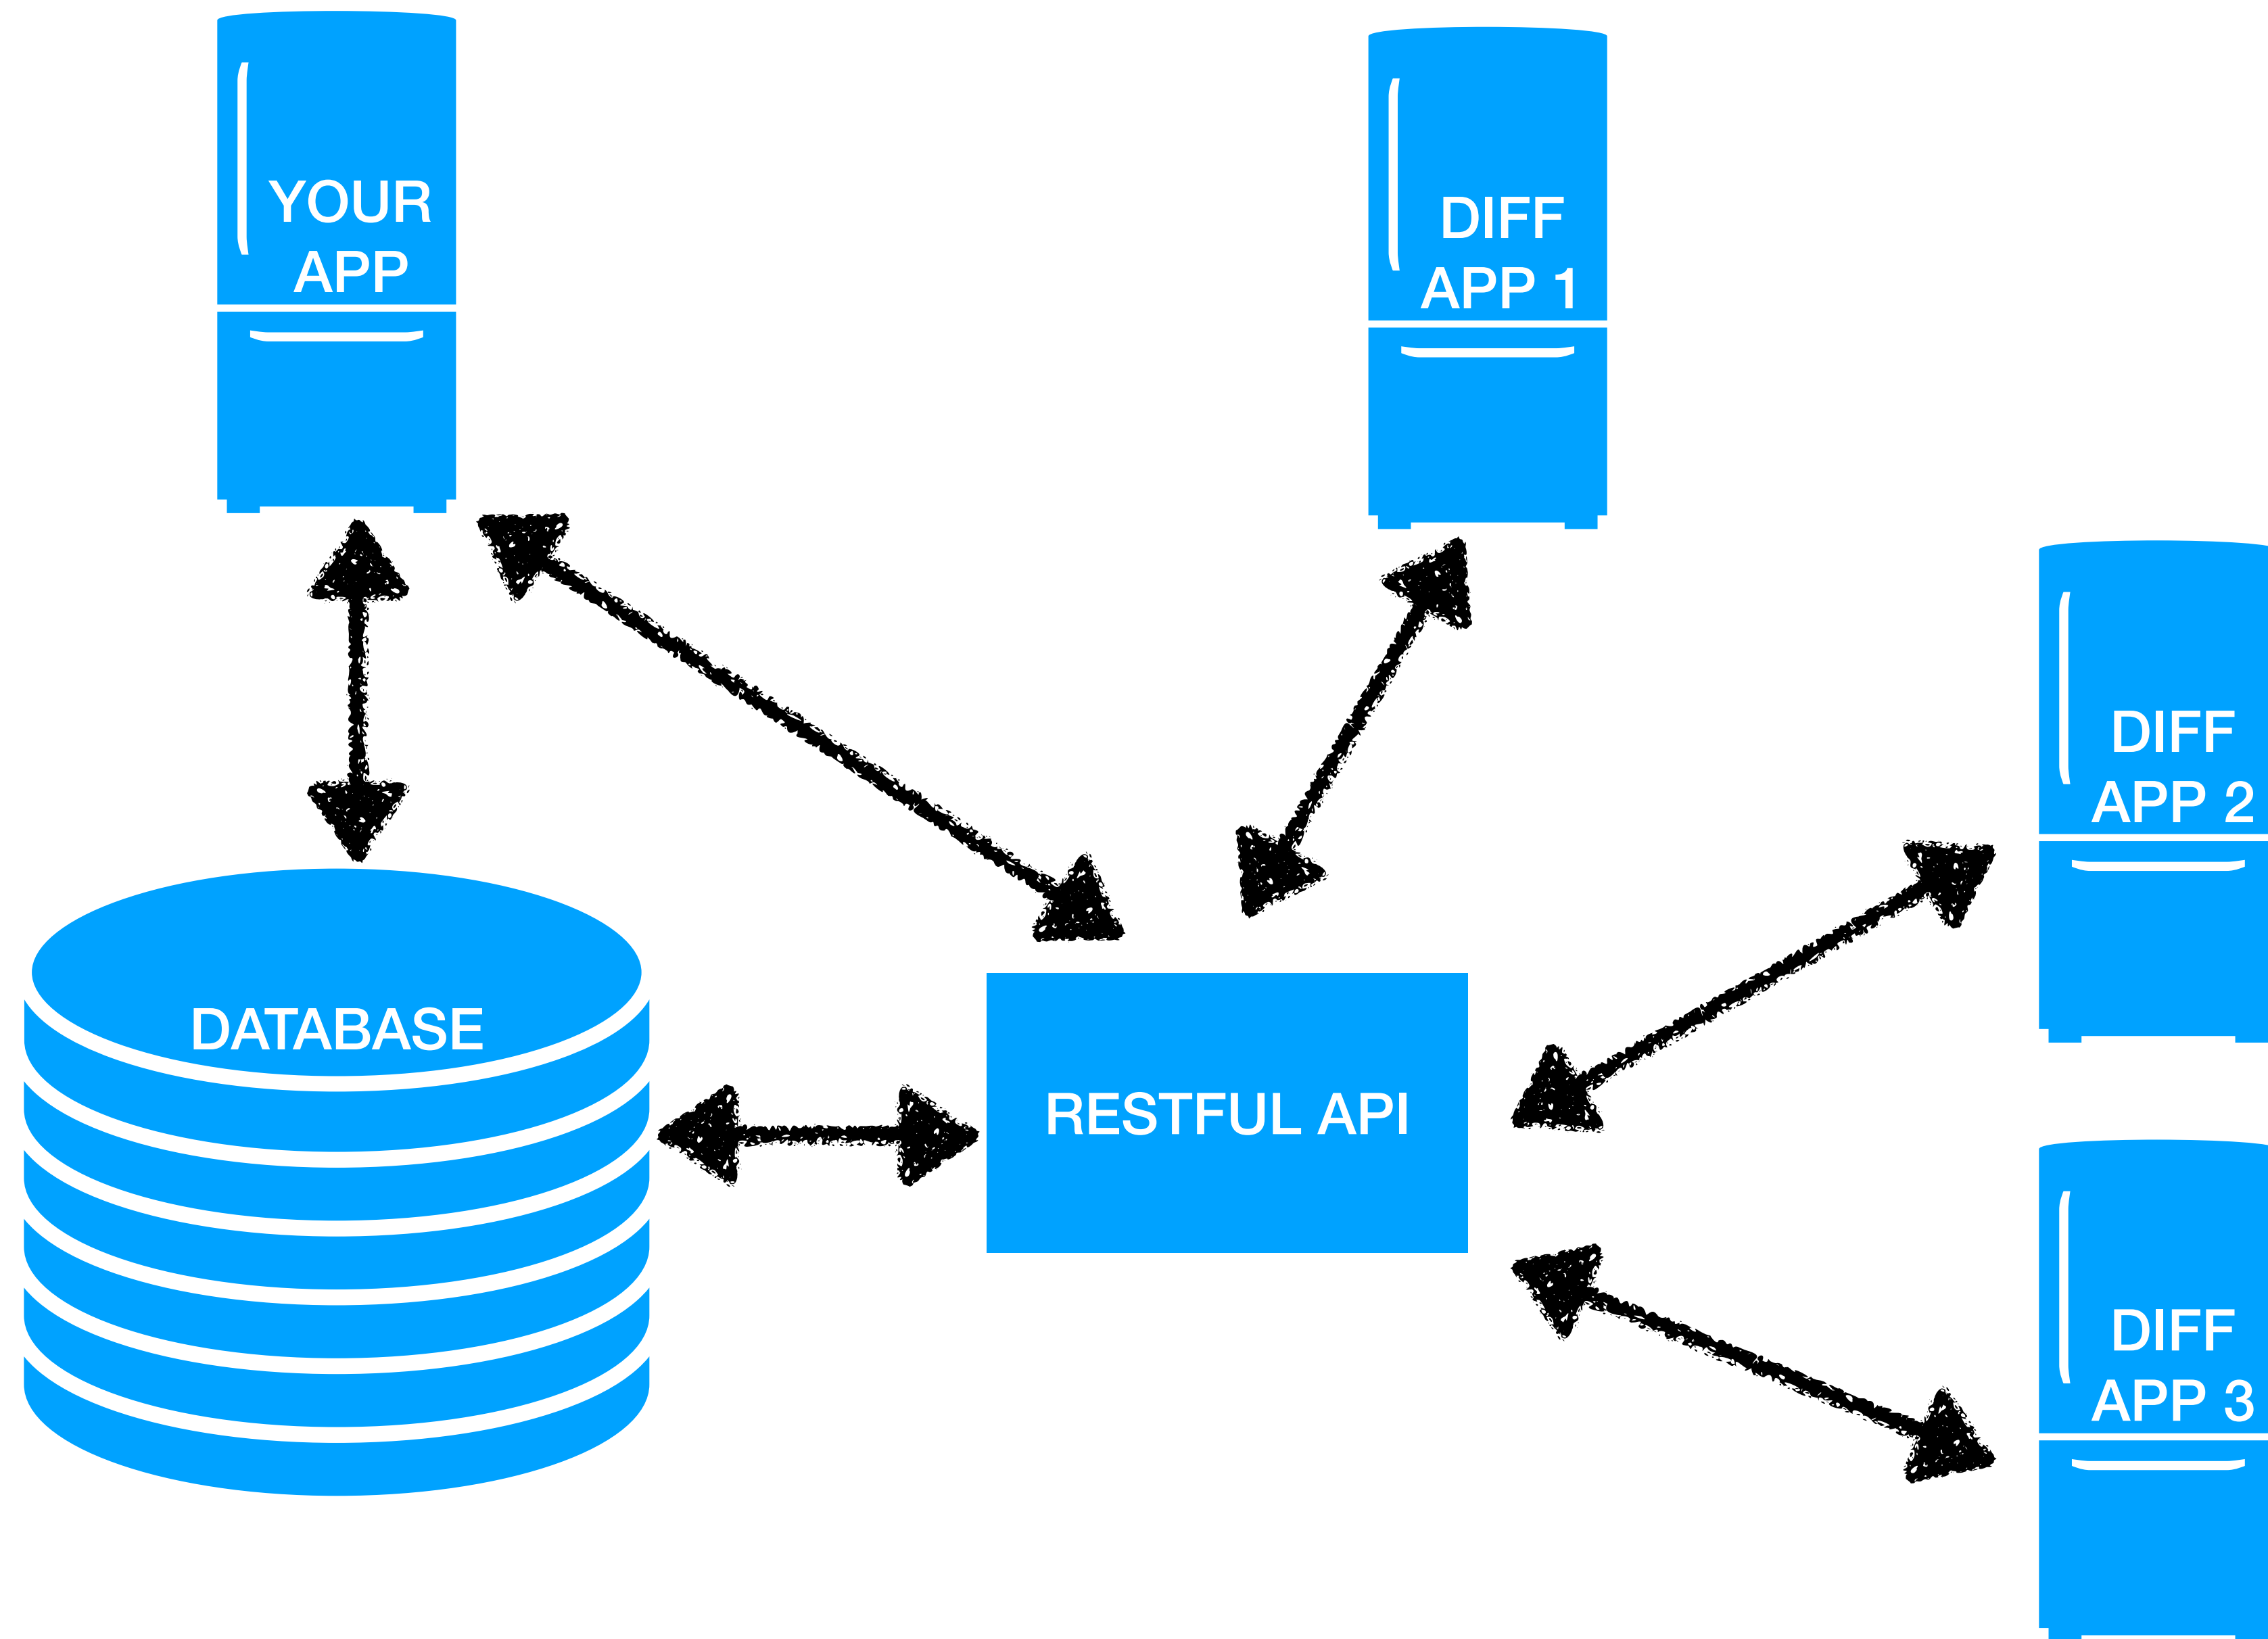 YOUR
APP
DIFF
APP 1
DIFF
APP 2
DATABASE
RESTFUL API
DIFF
APP 3